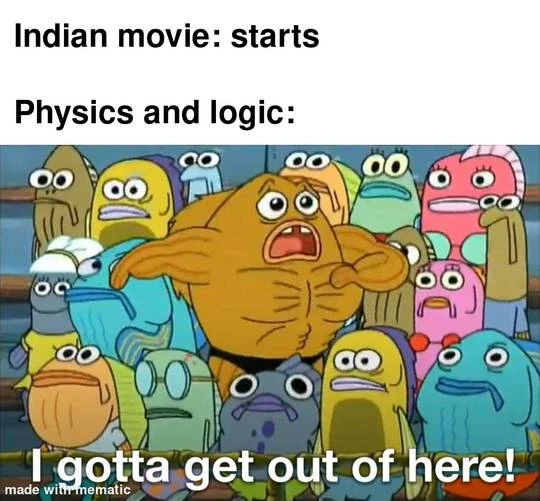 Indian movie: starts
Physics and logic:
I gotta get out of here!
made with mematic